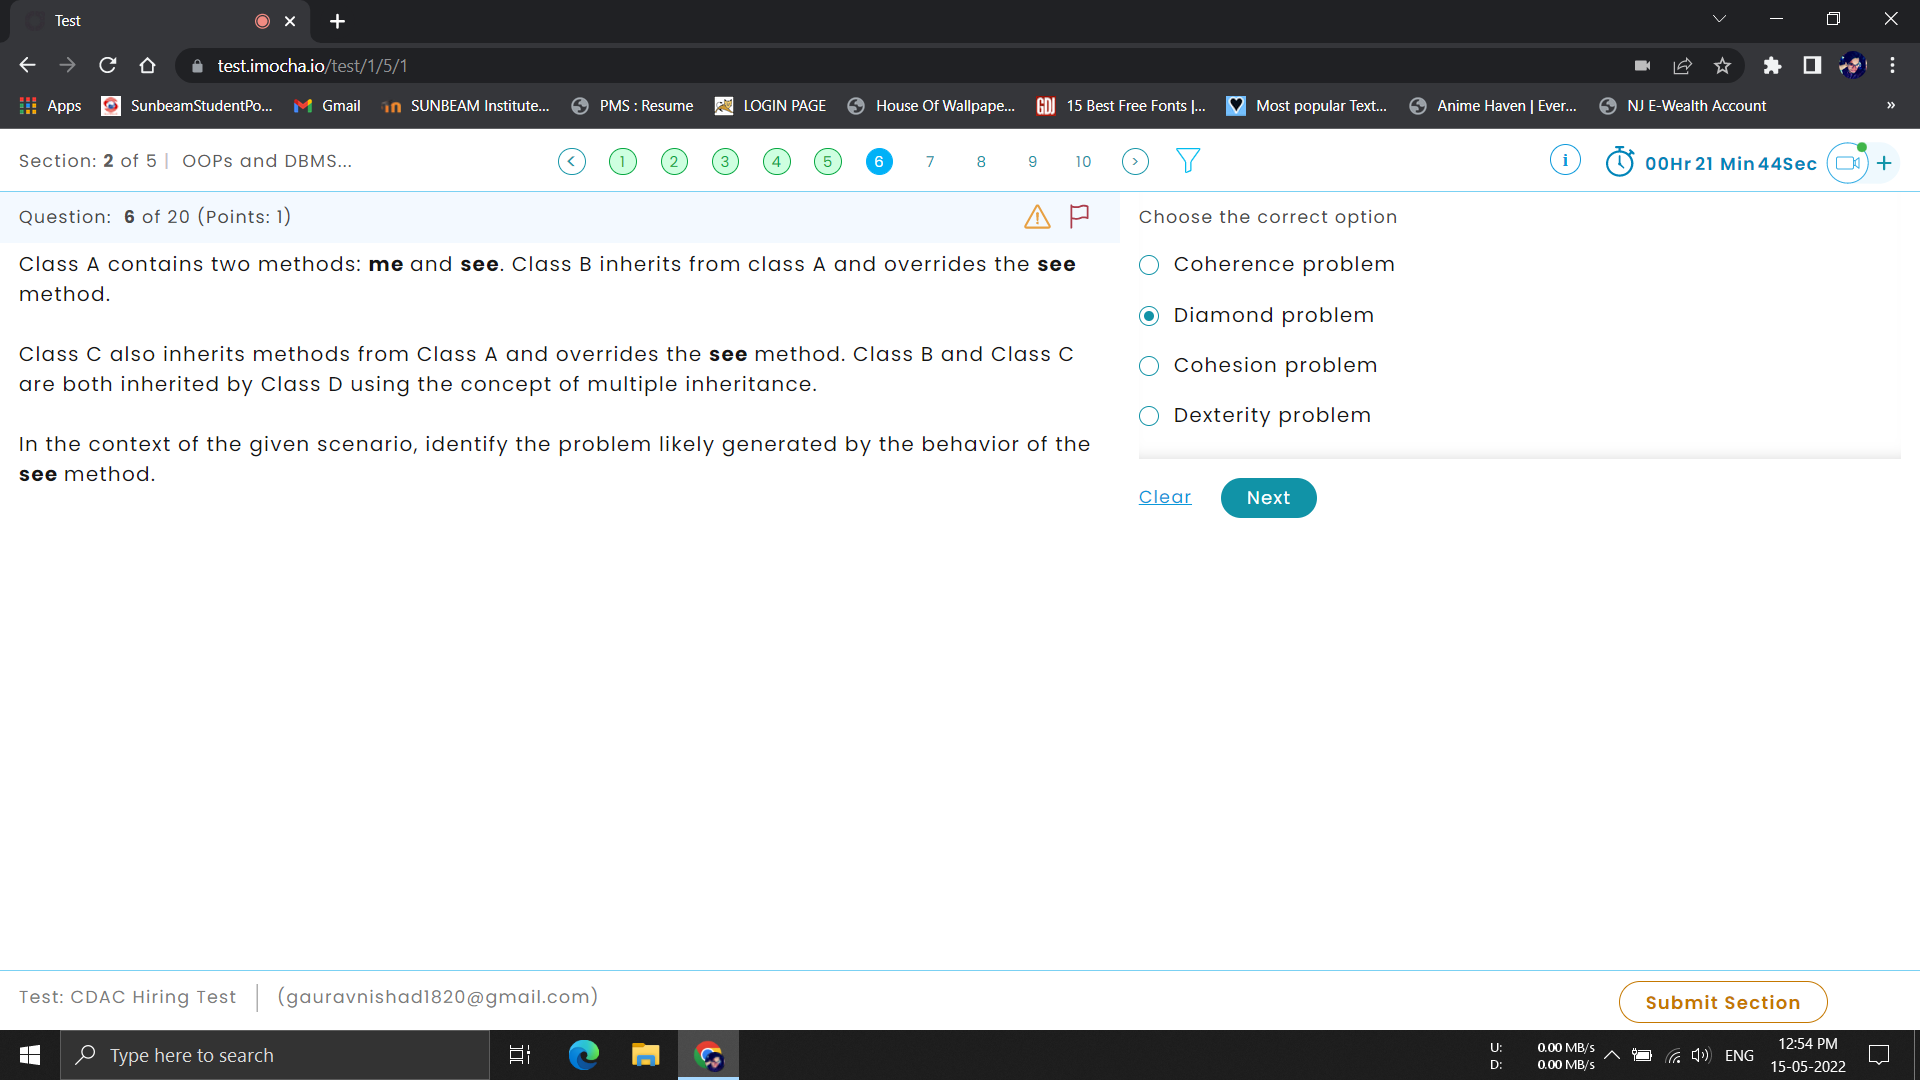 Test
test.imocha.io/test/1/5/1
Apps SunbeamStudentPo... Gmail SUNBEAM Institute... PMS : Resume LOGIN PAGE House Of Wallpape... GDJ 15 Best Free Fonts |... Most popular Text... Anime Haven | Ever... NJ E-Wealth Account »
Section: 2 of 5 | OOPs and DBMS...
1 2 3 4 5 6 7 8 9 10
i 00Hr 21 Min 44Sec +
Question: 6 of 20 (Points: 1)
Class A contains two methods: me and see. Class B inherits from class A and overrides the see
method.
Class C also inherits methods from Class A and overrides the see method. Class B and Class C
are both inherited by Class D using the concept of multiple inheritance.
In the context of the given scenario, identify the problem likely generated by the behavior of the
see method.
Choose the correct option
Coherence problem
Diamond problem
Cohesion problem
Dexterity problem
Clear Next
Test: CDAC Hiring Test | (gauravnishad1820@gmail.com)
Submit Section
Type here to search
U: 0.00 MB/s
D: 0.00 MB/s
ENG
12:54 PM
15-05-2022